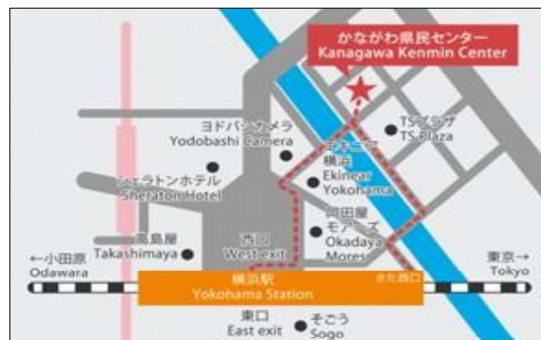 かながわ県民センター
Kanagawa Kenmin Center
ヨドバシカメラ
Yodobashi Camera
TSプラザ
TS Plaza
エキニア
横浜
Ekinear
Yokohama
シェラトンホテル
Sheraton Hotel
岡田屋
モアーズ
Okadaya
Mores
西口
West exit
高島屋
Takashimaya
←小田原
Odawara
東京→
Tokyo
横浜駅
Yokohama Station
きた西口
東口
East exit
そごう
Sogo